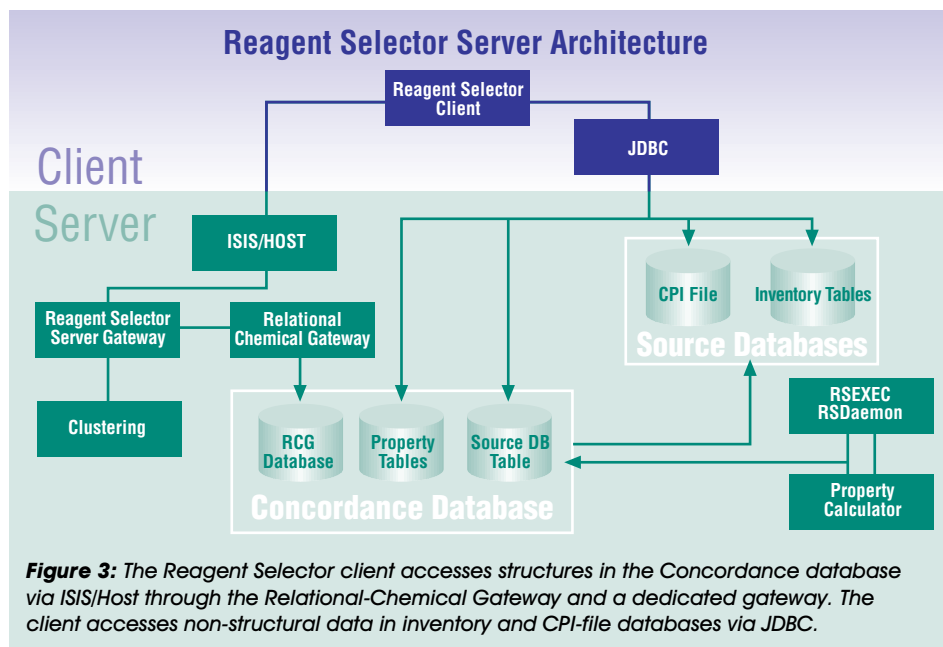 Reagent Selector Server Architecture
Reagent Selector
Client
JDBC
Client
Server
ISIS/HOST
CPI File
Inventory Tables
Source Databases
Reagent Selector
Server Gateway
Relational
Chemical Gateway
Clustering
RSEXEC
RSDaemon
RCG
Database
Property
Tables
Source DB
Table
Concordance Database
Property
Calculator
Figure 3: The Reagent Selector client accesses structures in the Concordance database
via ISIS/Host through the Relational-Chemical Gateway and a dedicated gateway. The
client accesses non-structural data in inventory and CPI-file databases via JDBC.